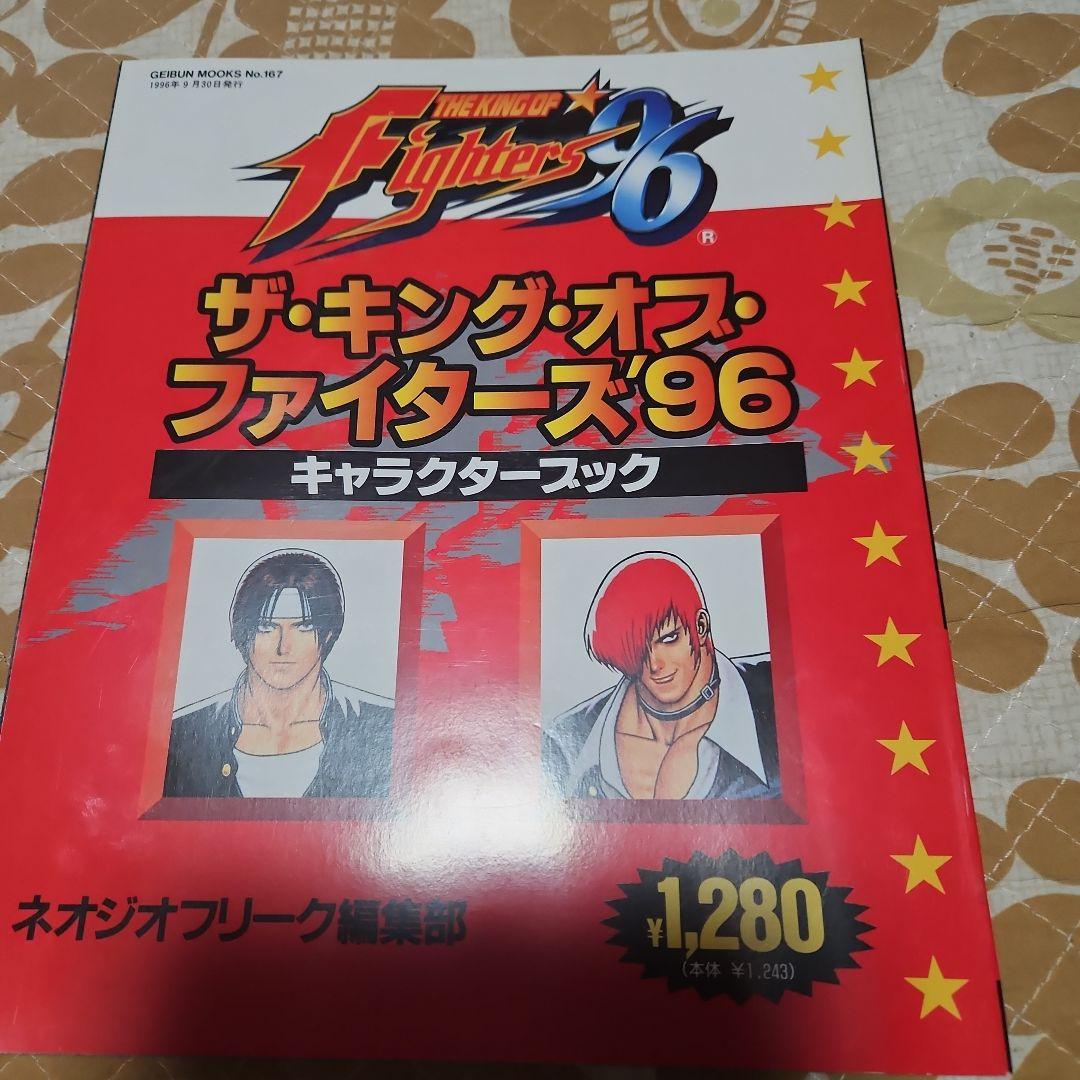 GEIBUN MOOKS No.167
1996年9月30日発行
THE KING OF
Fighters '96
®
ザ・キング・オブ・
ファイターズ'96
キャラクターブック
ネオジオフリーク編集部
¥1,280
(本体 ¥1,243)